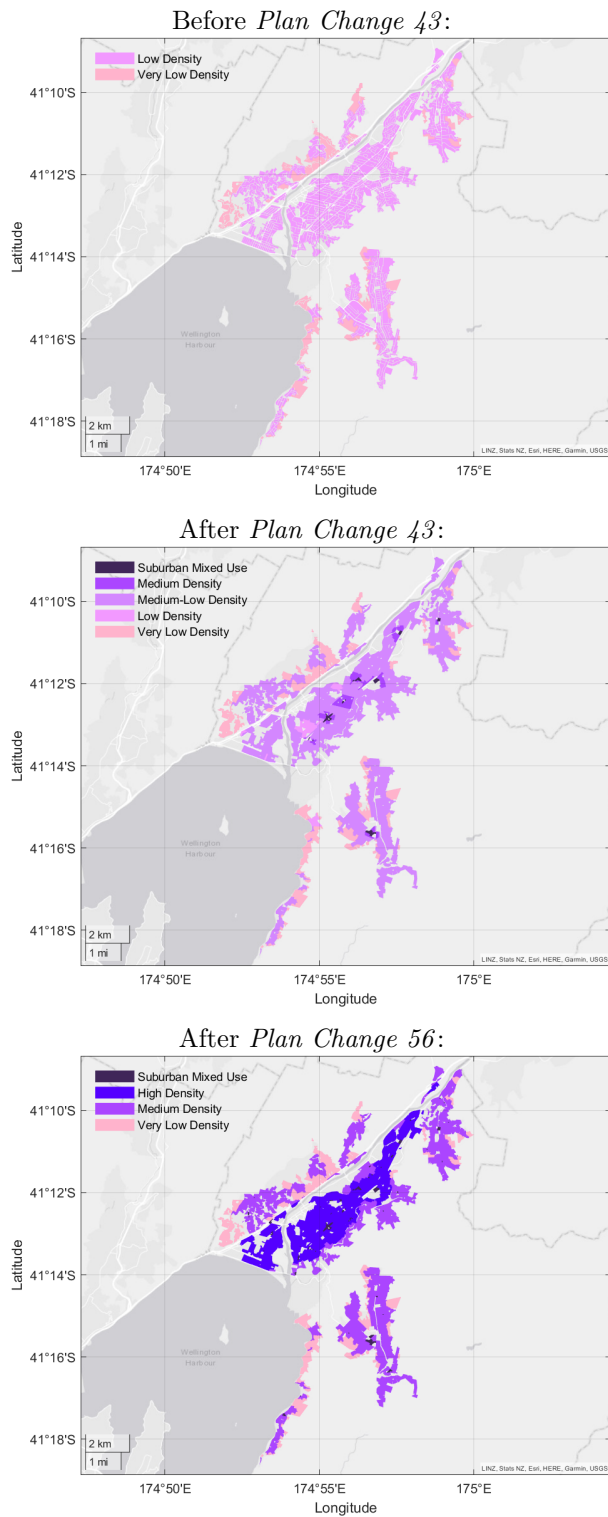 Before Plan Change 43:
Low Density
Very Low Density
41°10'S
41°12'S
41°14'S
41°16'S
41°18'S
Latitude
Wellington
Harbour
2 km
1 mi
LINZ, Stats NZ, Esri, HERE, Garmin, USGS
174°50'E
174°55'E
175°E
Longitude
After Plan Change 43:
Suburban Mixed Use
Medium Density
Medium-Low Density
Low Density
Very Low Density
41°10'S
41°12'S
41°14'S
41°16'S
41°18'S
Latitude
Wellington
Harbour
2 km
1 mi
LINZ, Stats NZ, Esri, HERE, Garmin, USGS
174°50'E
174°55'E
175°E
Longitude
After Plan Change 56:
Suburban Mixed Use
High Density
Medium Density
Very Low Density
41°10'S
41°12'S
41°14'S
41°16'S
41°18'S
Latitude
Wellington
Harbour
2 km
1 mi
LINZ, Stats NZ, Esri, HERE, Garmin, USGS
174°50'E
174°55'E
175°E
Longitude